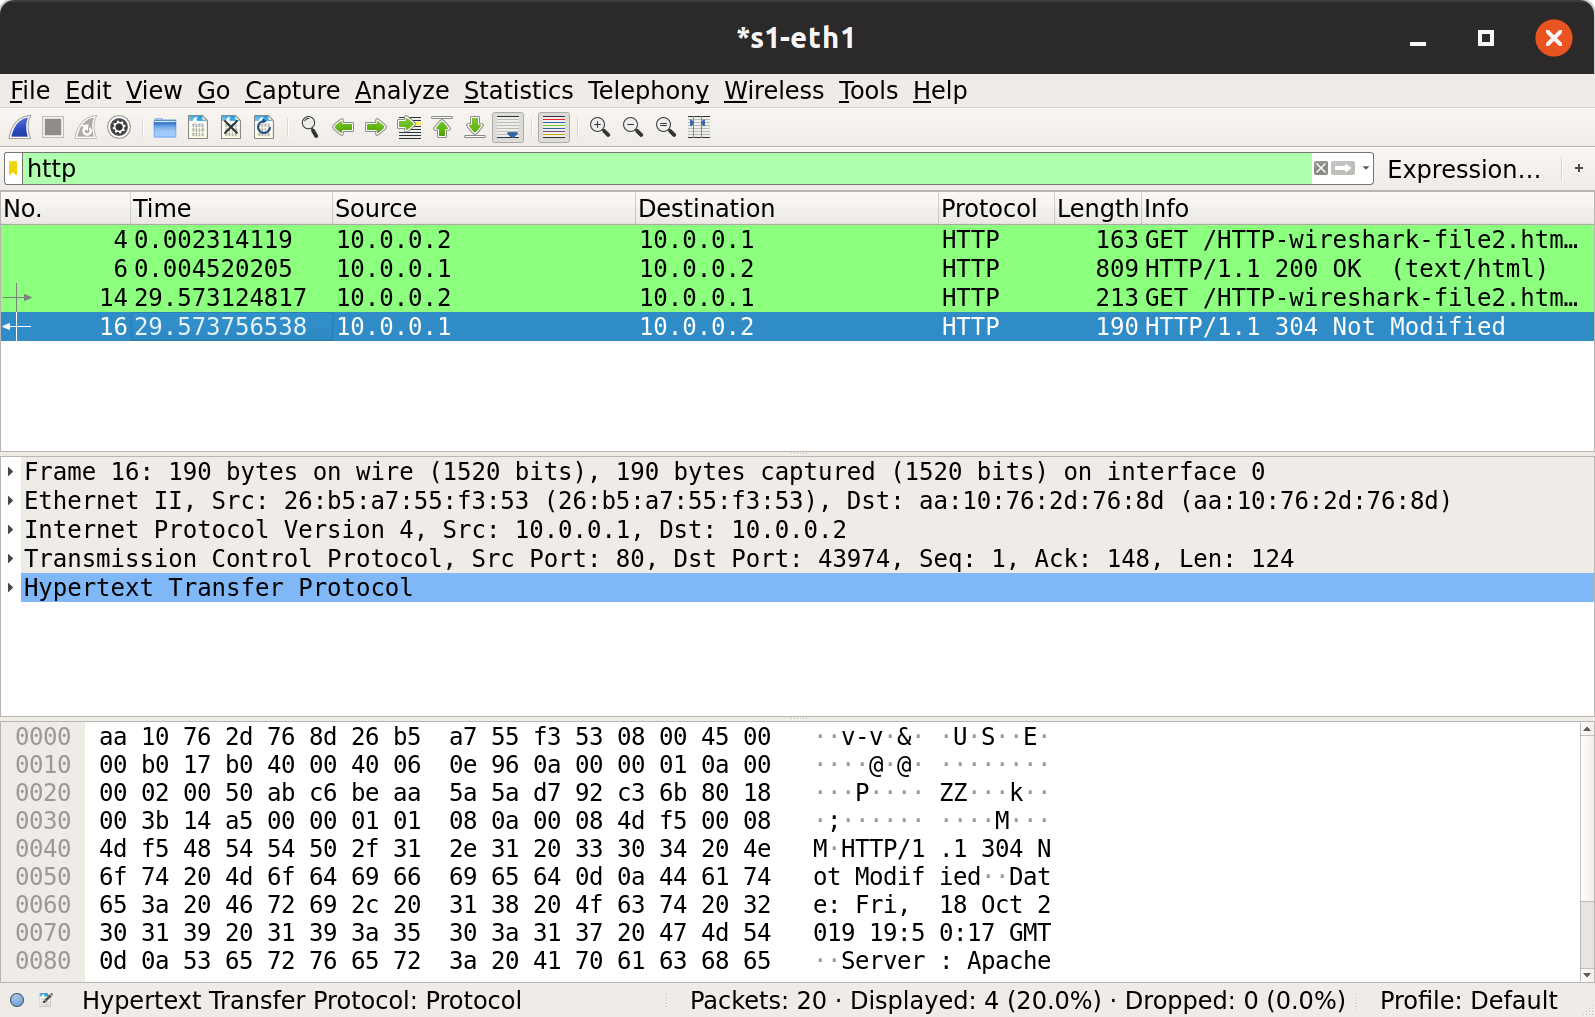 *s1-eth1
File Edit View Go Capture Analyze Statistics Telephony Wireless Tools Help
http Expression... +
No. Time Source Destination Protocol Length Info
4 0.002314119 10.0.0.2 10.0.0.1 HTTP 163 GET /HTTP-wireshark-file2.htm...
6 0.004520205 10.0.0.1 10.0.0.2 HTTP 809 HTTP/1.1 200 OK (text/html)
14 29.573124817 10.0.0.2 10.0.0.1 HTTP 213 GET /HTTP-wireshark-file2.htm...
16 29.573756538 10.0.0.1 10.0.0.2 HTTP 190 HTTP/1.1 304 Not Modified
Frame 16: 190 bytes on wire (1520 bits), 190 bytes captured (1520 bits) on interface 0
Ethernet II, Src: 26:b5:a7:55:f3:53 (26:b5:a7:55:f3:53), Dst: aa:10:76:2d:76:8d (aa:10:76:2d:76:8d)
Internet Protocol Version 4, Src: 10.0.0.1, Dst: 10.0.0.2
Transmission Control Protocol, Src Port: 80, Dst Port: 43974, Seq: 1, Ack: 148, Len: 124
Hypertext Transfer Protocol
0000 aa 10 76 2d 76 8d 26 b5 a7 55 f3 53 08 00 45 00 ··v-v·&· ·U·S··E·
0010 00 b0 17 b0 40 00 40 06 0e 96 0a 00 00 01 0a 00 ····@·@· ········
0020 00 02 00 50 ab c6 be aa 5a 5a d7 92 c3 6b 80 18 ···P···· ZZ···k··
0030 00 3b 14 a5 00 00 01 01 08 0a 00 08 4d f5 00 08 ·;······ ····M···
0040 4d f5 48 54 54 50 2f 31 2e 31 20 33 30 34 20 4e M·HTTP/1 .1 304 N
0050 6f 74 20 4d 6f 64 69 66 69 65 64 0d 0a 44 61 74 ot Modif ied··Dat
0060 65 3a 20 46 72 69 2c 20 31 38 20 4f 63 74 20 32 e: Fri, 18 Oct 2
0070 30 31 39 20 31 39 3a 35 30 3a 31 37 20 47 4d 54 019 19:5 0:17 GMT
0080 0d 0a 53 65 72 76 65 72 3a 20 41 70 61 63 68 65 ··Server : Apache
Hypertext Transfer Protocol: Protocol Packets: 20 · Displayed: 4 (20.0%) · Dropped: 0 (0.0%) Profile: Default